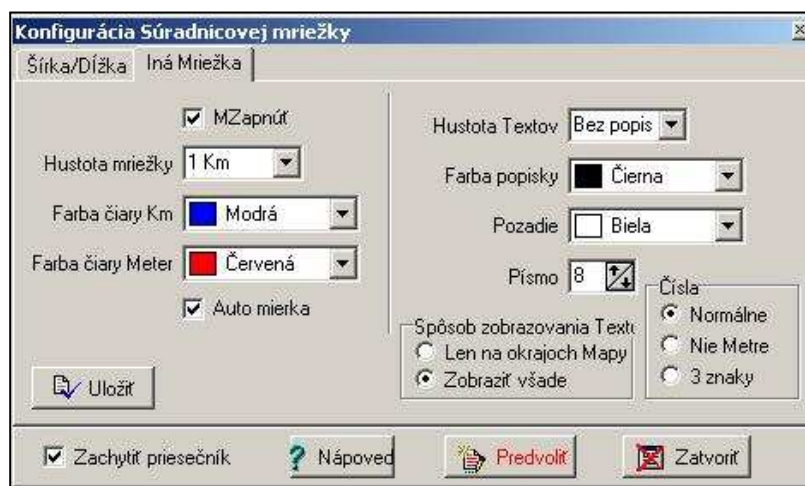 Konfigurácia Súradnicovej mriežky
Šírka/Dĺžka
Iná Mriežka
MZapnúť
Hustota mriežky 1 Km
Farba čiary Km Modrá
Farba čiary Meter Červená
Auto mierka
Uložiť
Hustota Textov Bez popis
Farba popisky Čierna
Pozadie Biela
Písmo 8
Spôsob zobrazovania Textu
Len na okrajoch Mapy
Zobraziť všade
Čísla
Normálne
Nie Metre
3 znaky
Zachytiť priesečník
? Nápoved
Predvoliť
Zatvoriť